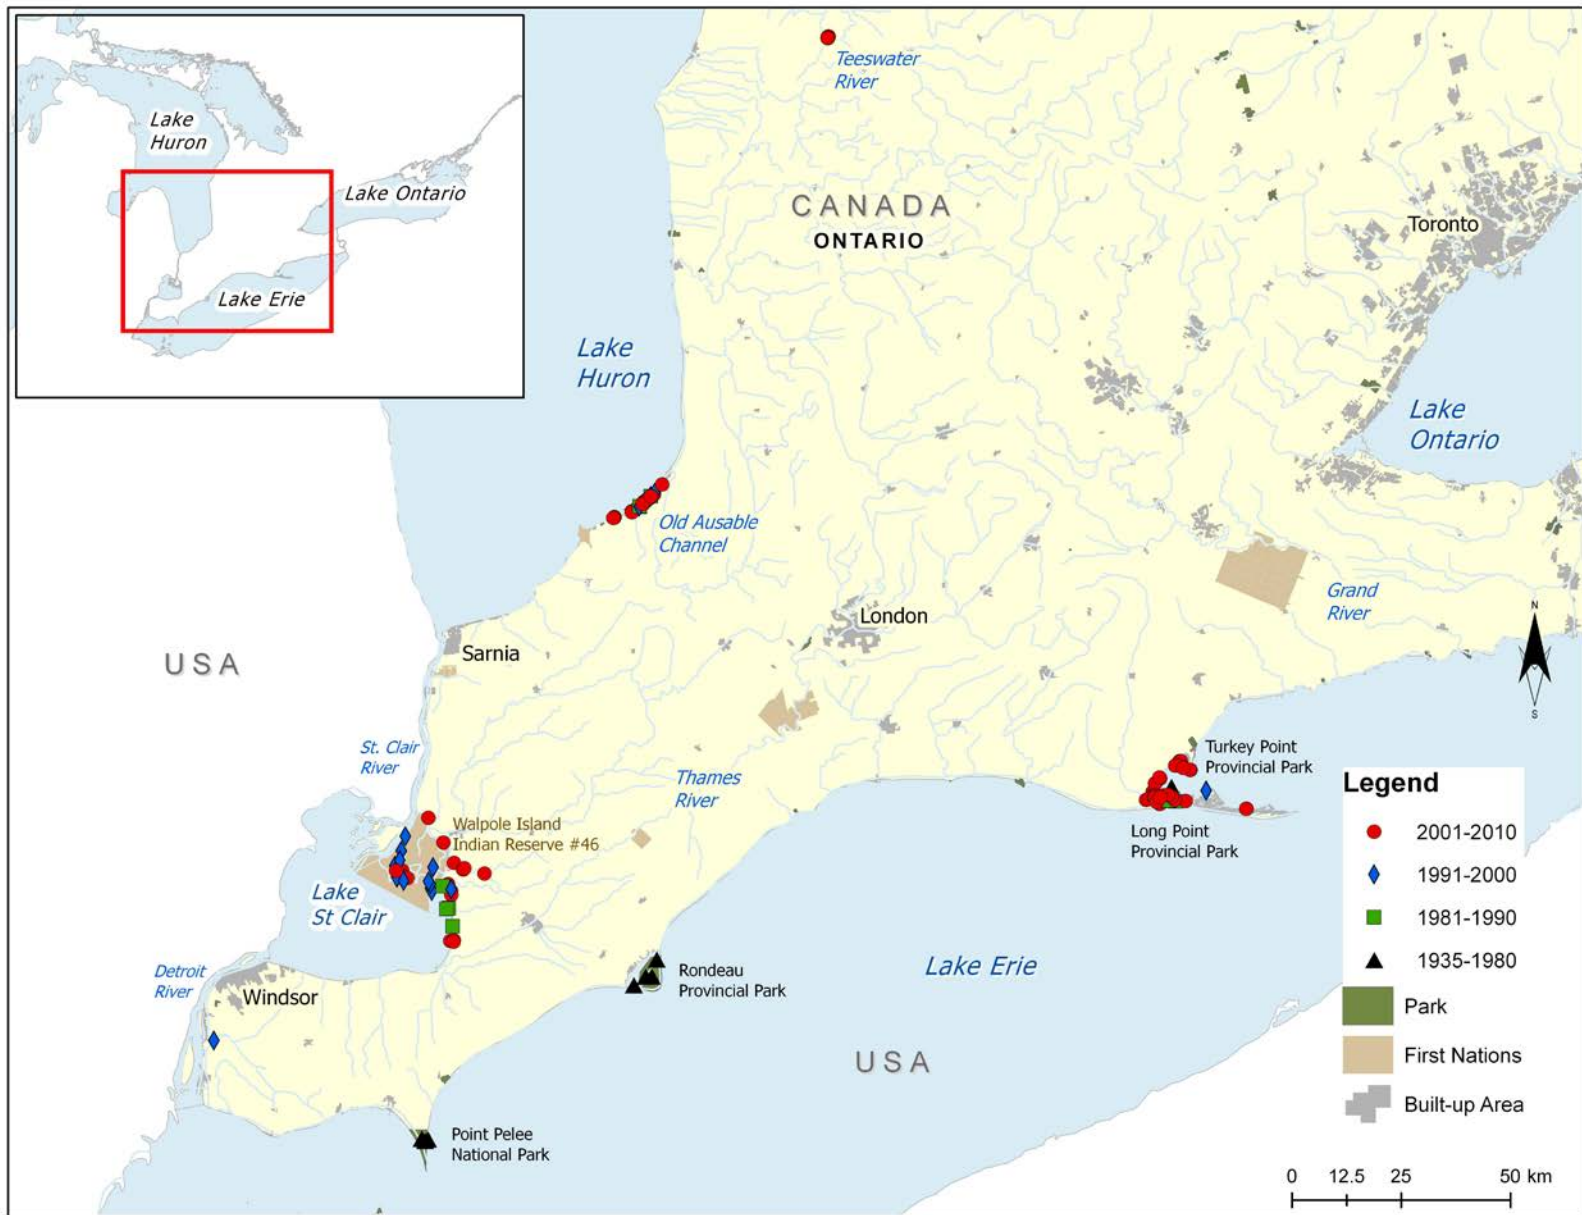 Lake
Huron
Lake Ontario
Lake Erie
Teeswater
River
CANADA
ONTARIO
Toronto
Lake
Huron
Lake
Ontario
Old Ausable
Channel
Grand
River
London
N
S
USA
Sarnia
St. Clair
River
Thames
River
Turkey Point
Provincial Park
Walpole Island
Indian Reserve #46
Long Point
Provincial Park
Lake
St Clair
Detroit
River
Windsor
Rondeau
Provincial Park
Lake Erie
USA
Point Pelee
National Park
Legend
2001-2010
1991-2000
1981-1990
1935-1980
Park
First Nations
Built-up Area
0 12.5 25 50 km